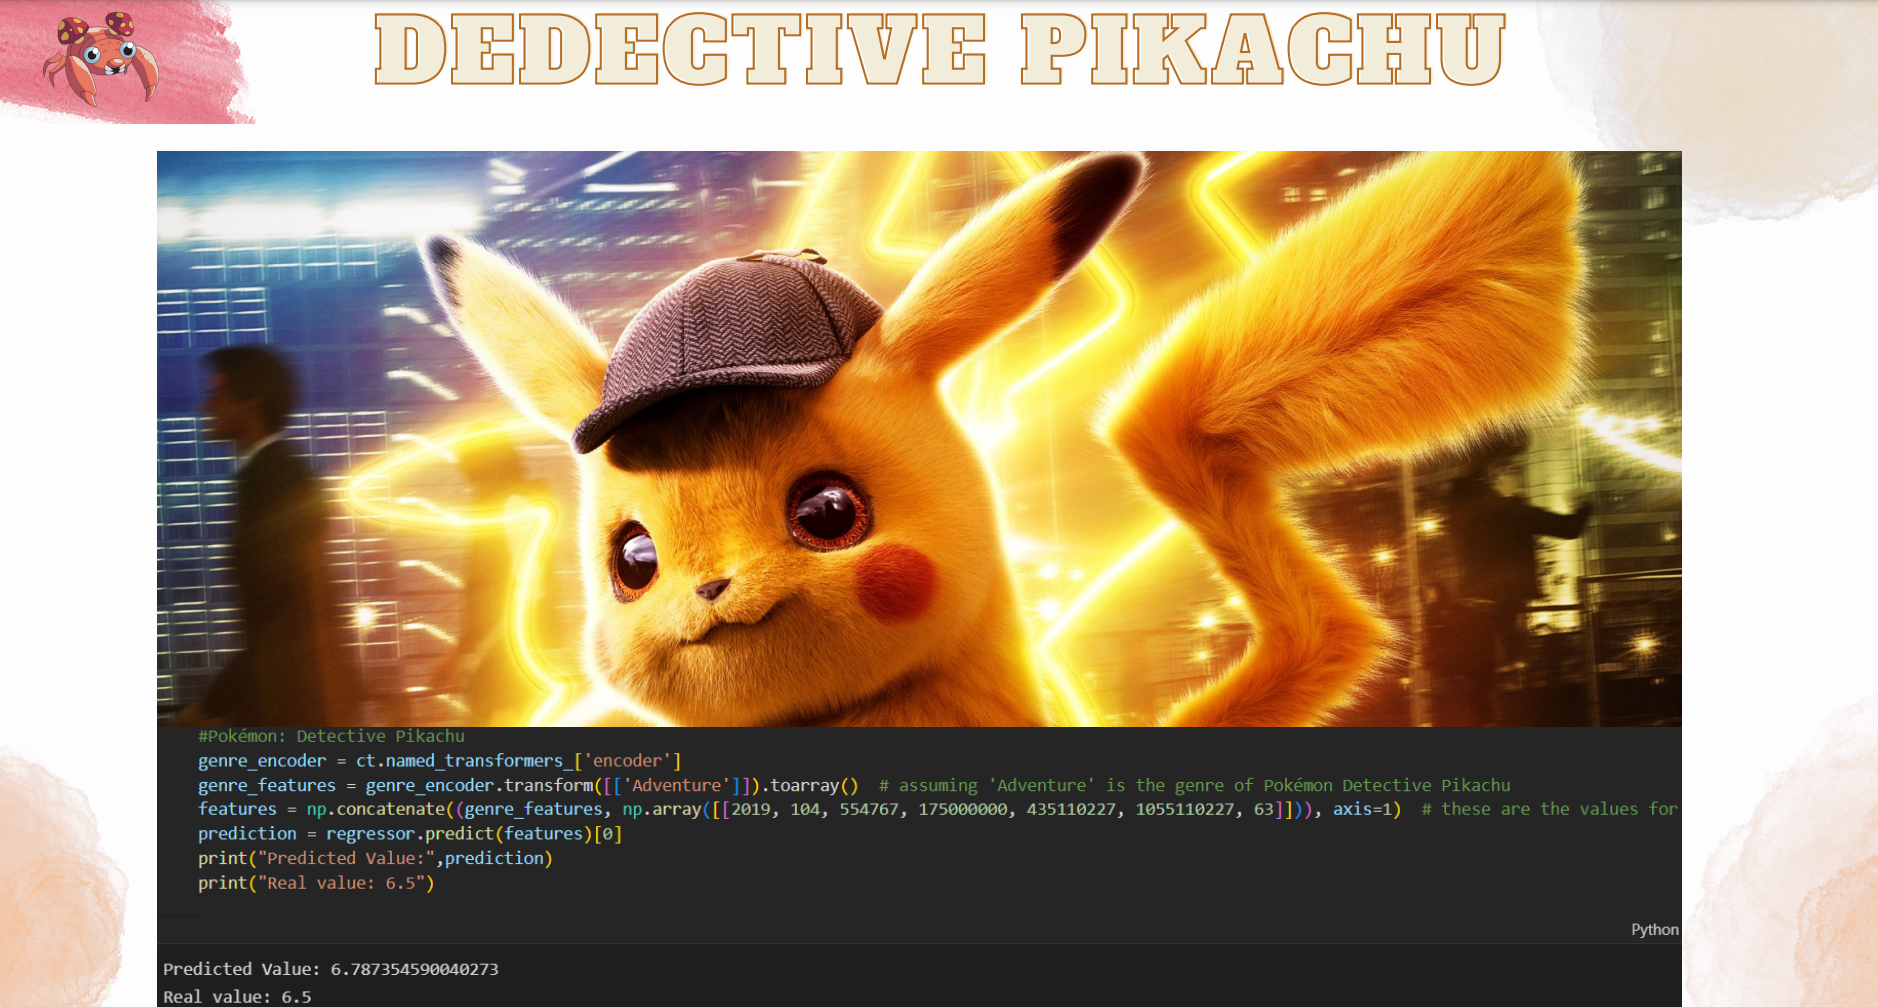 DEDECTIVE PIKACHU
#Pokémon: Detective Pikachu
genre_encoder = ct.named_transformers_['encoder']
genre_features = genre_encoder.transform([['Adventure']]).toarray()  # assuming 'Adventure' is the genre of Pokémon Detective Pikachu
features = np.concatenate((genre_features, np.array([[2019, 104, 554767, 175000000, 435110227, 1055110227, 63]])), axis=1)  # these are the values for
prediction = regressor.predict(features)[0]
print("Predicted Value:",prediction)
print("Real value: 6.5")
Python
Predicted Value: 6.787354590040273
Real value: 6.5